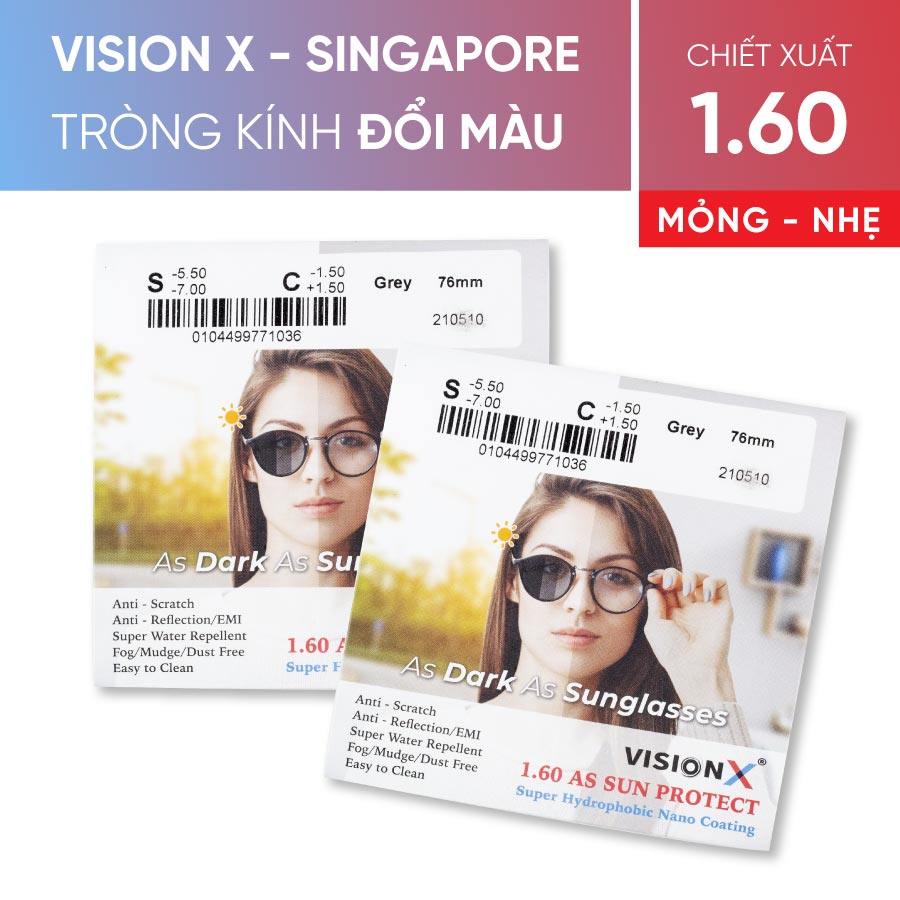 VISION X - SINGAPORE
TRÒNG KÍNH ĐỔI MÀU
CHIẾT XUẤT
1.60
MỎNG - NHẸ
S -5.50 C -1.50 Grey 76mm
-7.00 +1.50
210510
0104499771036
As Dark As Su
Anti - Scratch
Anti - Reflection/EMI
Super Water Repellent
Fog/Mudge/Dust Free
Easy to Clean
1.60 A
Super H
S -5.50 C -1.50 Grey 76mm
-7.00 +1.50
210510
0104499771036
As Dark As Sunglasses
Anti - Scratch
Anti - Reflection/EMI
Super Water Repellent
Fog/Mudge/Dust Free
Easy to Clean
VISIONX®
1.60 AS SUN PROTECT
Super Hydrophobic Nano Coating